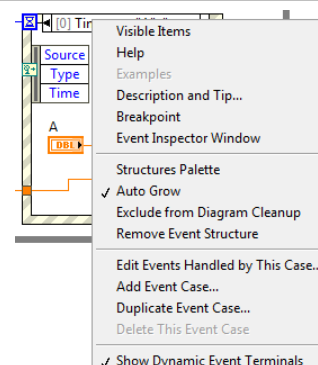 [0]
Source
Type
Time
A
DBL
Visible Items
Help
Examples
Description and Tip...
Breakpoint
Event Inspector Window
Structures Palette
Auto Grow
Exclude from Diagram Cleanup
Remove Event Structure
Edit Events Handled by This Case..
Add Event Case...
Duplicate Event Case...
Delete This Event Case
Show Dynamic Event Terminals